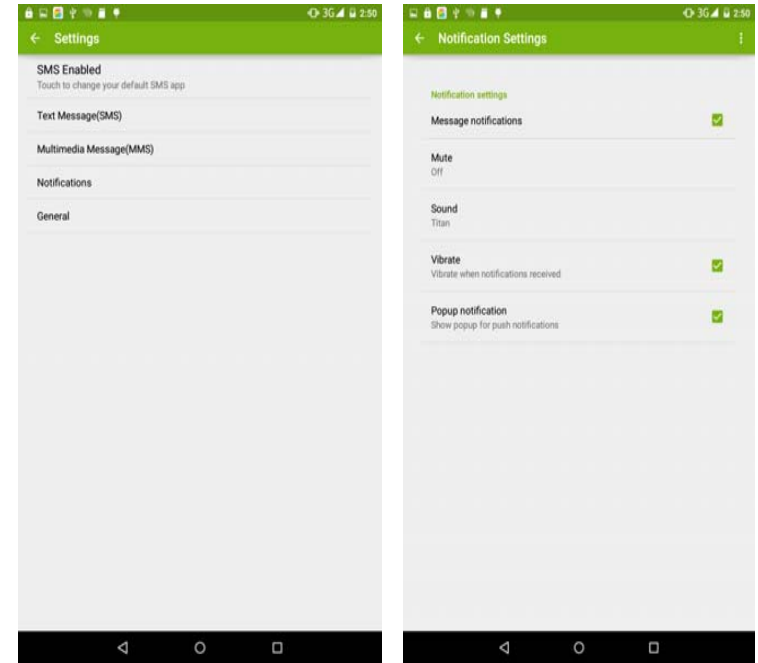 3G 2:50
Settings
SMS Enabled
Touch to change your default SMS app
Text Message(SMS)
Multimedia Message(MMS)
Notifications
General
3G 2:50
Notification Settings
Notification settings
Message notifications
Mute
Off
Sound
Titan
Vibrate
Vibrate when notifications received
Popup notification
Show popup for push notifications